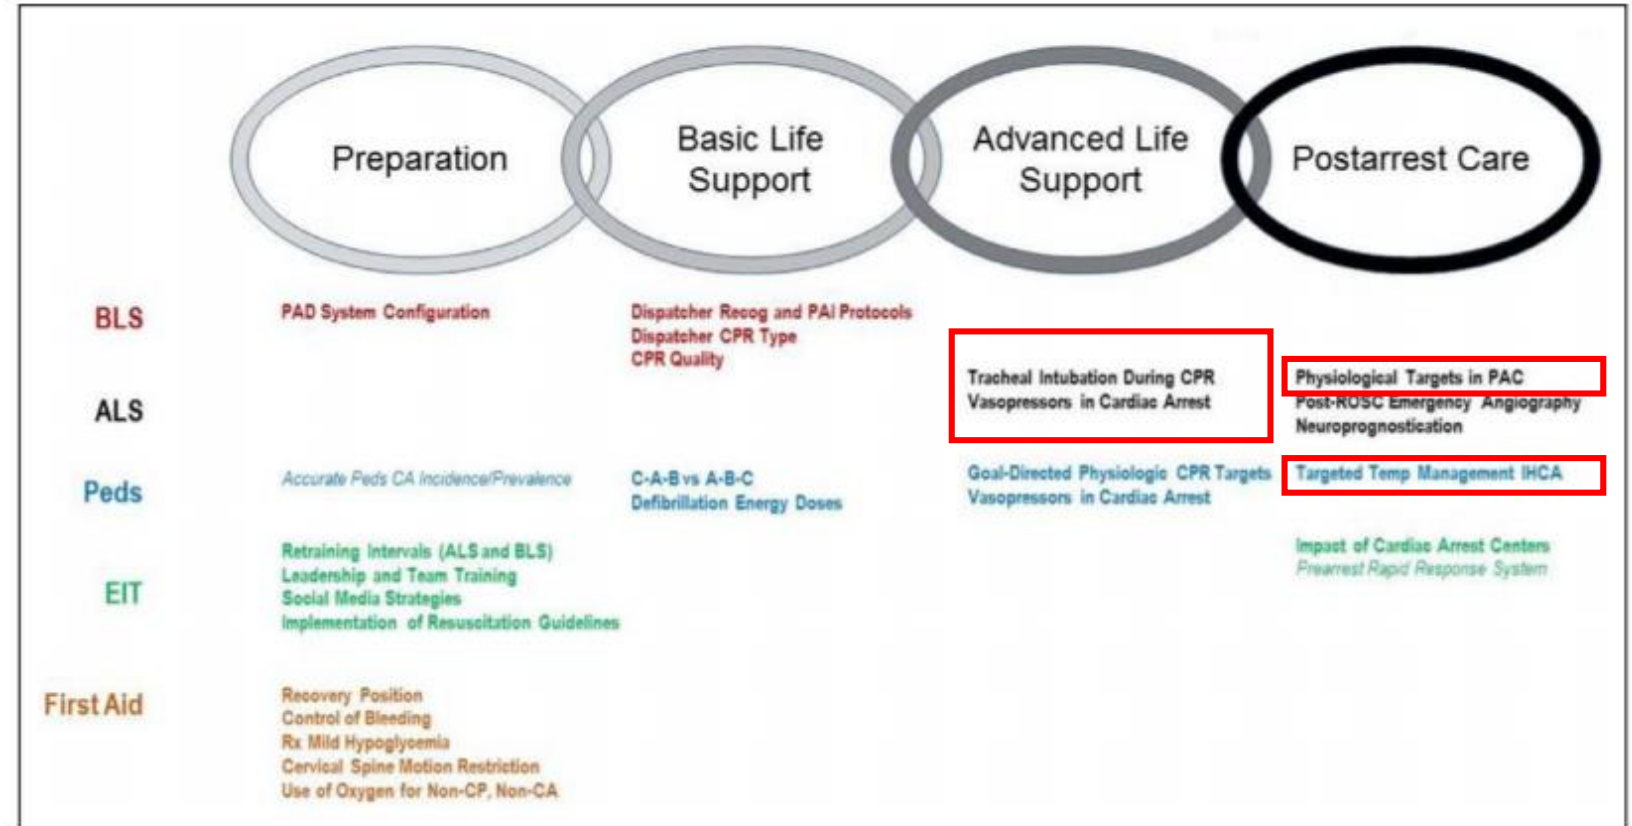 Preparation
Basic Life
Support
Advanced Life
Support
Postarrest Care
BLS
PAD System Configuration
Dispatcher Recog and PAI Protocols
Dispatcher CPR Type
CPR Quality
ALS
Tracheal Intubation During CPR
Vasopressors in Cardiac Arrest
Physiological Targets in PAC
Post-ROSC Emergency Angiography
Neuroprognostication
Peds
Accurate Peds CA Incidence/Prevalence
C-A-B vs A-B-C
Defibrillation Energy Doses
Goal-Directed Physiologic CPR Targets
Vasopressors in Cardiac Arrest
Targeted Temp Management IHCA
EIT
Retraining Intervals (ALS and BLS)
Leadership and Team Training
Social Media Strategies
Implementation of Resuscitation Guidelines
Impact of Cardiac Arrest Centers
Prearrest Rapid Response System
First Aid
Recovery Position
Control of Bleeding
Rx Mild Hypoglycemia
Cervical Spine Motion Restriction
Use of Oxygen for Non-CP, Non-CA